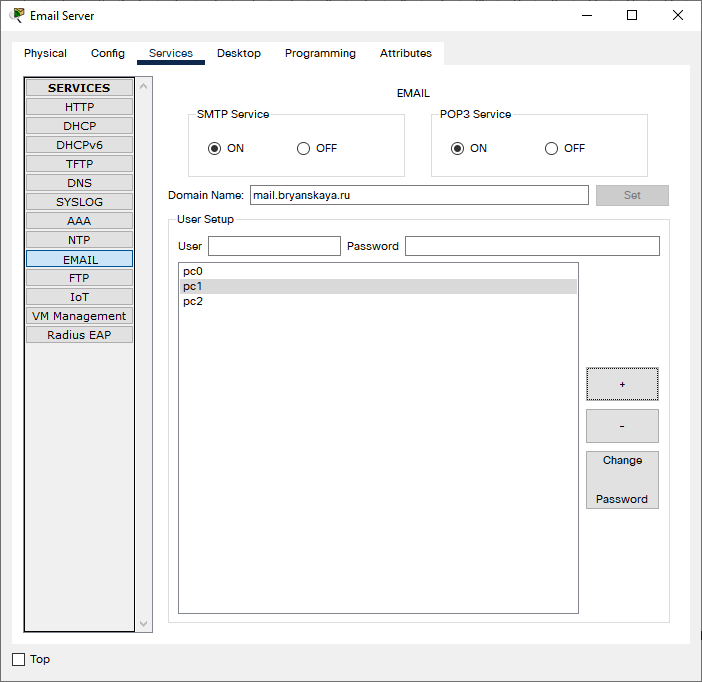 Email Server
Physical Config Services Desktop Programming Attributes
SERVICES
HTTP
DHCP
DHCPv6
TFTP
DNS
SYSLOG
AAA
NTP
EMAIL
FTP
IoT
VM Management
Radius EAP
EMAIL
SMTP Service
ON OFF
POP3 Service
ON OFF
Domain Name: mail.bryanskaya.ru Set
User Setup
User Password
pc0
pc1
pc2
+
-
Change
Password
Top